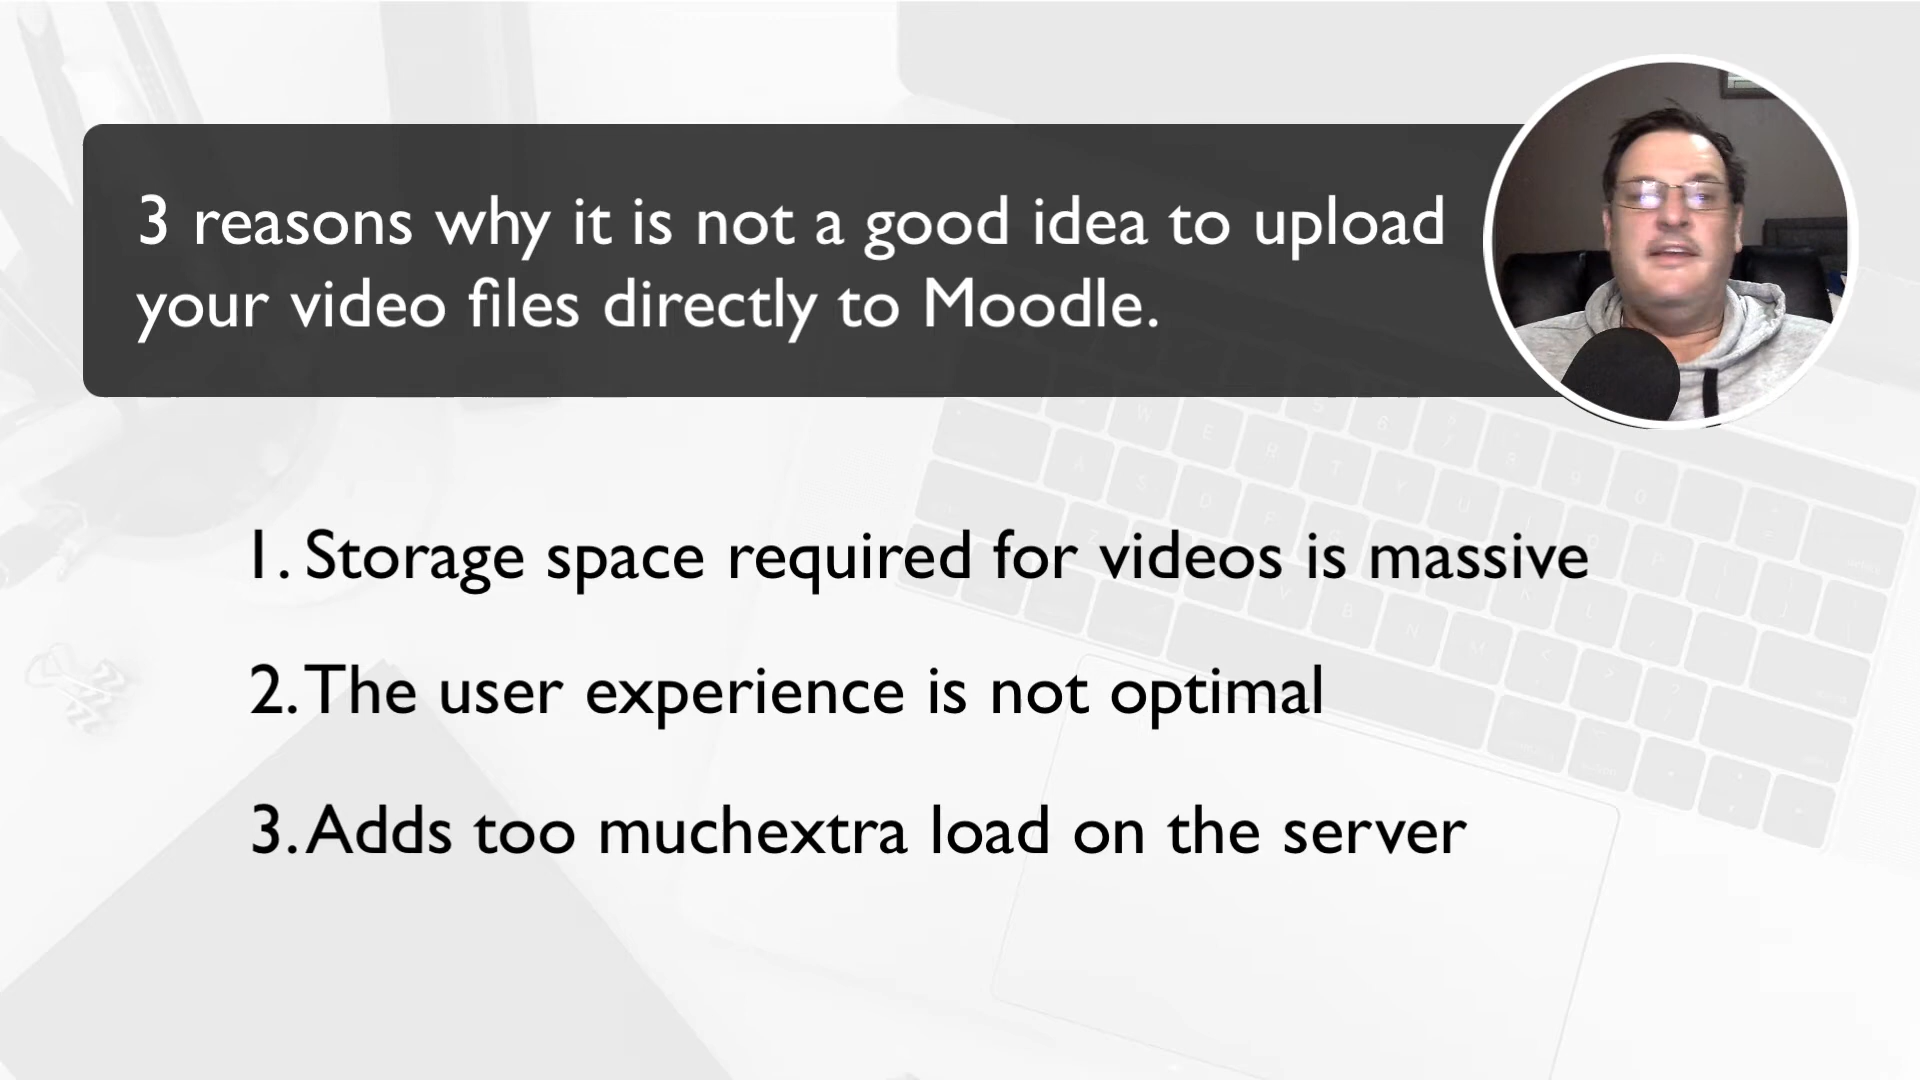 3 reasons why it is not a good idea to upload
your video files directly to Moodle.
1. Storage space required for videos is massive
2. The user experience is not optimal
3. Adds too muchextra load on the server